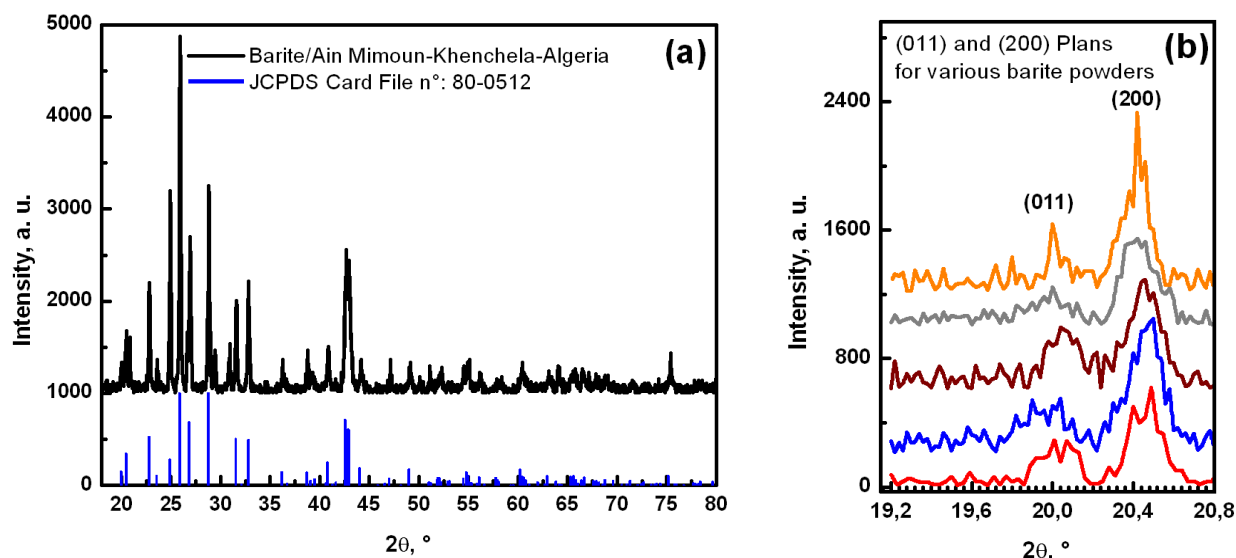 5000
4000
3000
2000
1000
0
Intensity, a. u.
Barite/Ain Mimoun-Khenchela-Algeria
JCPDS Card File n°: 80-0512
(a)
20 25 30 35 40 45 50 55 60 65 70 75 80
2θ, °
2400
1600
800
0
Intensity, a. u.
(011) and (200) Plans
for various barite powders
(b)
(200)
(011)
19,2 19,6 20,0 20,4 20,8
2θ, °